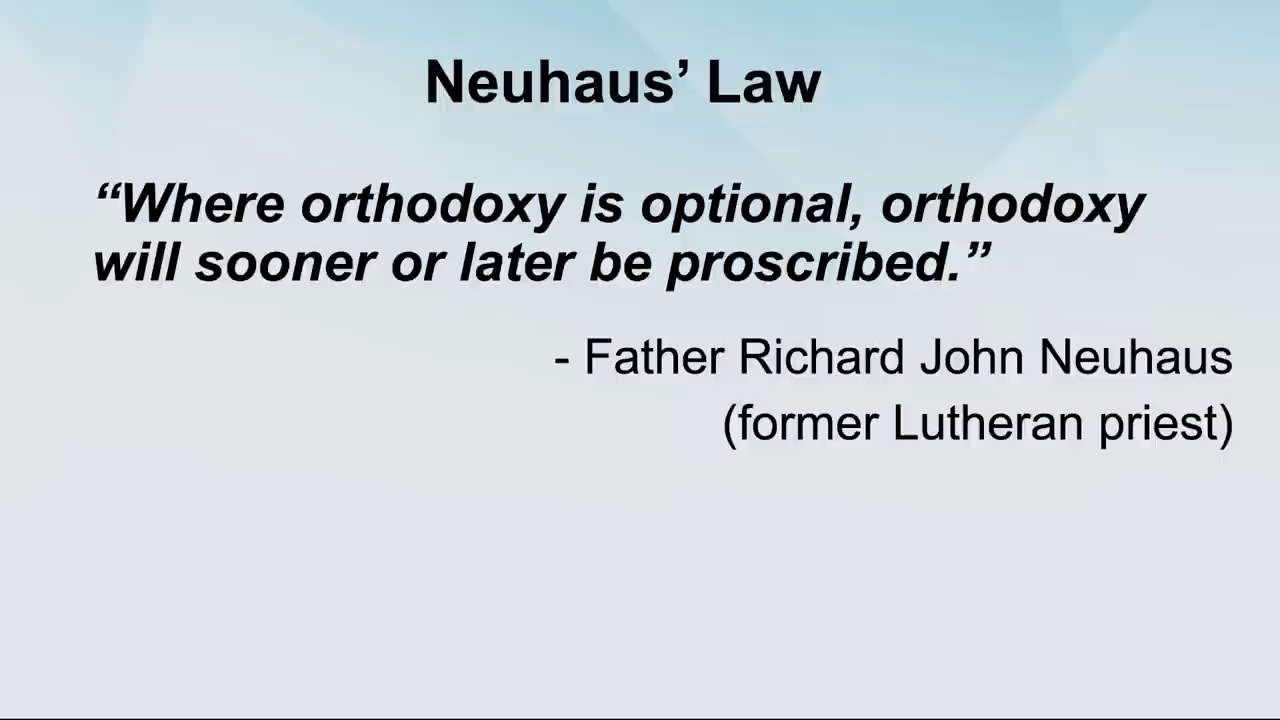 Neuhaus’ Law
“Where orthodoxy is optional, orthodoxy
will sooner or later be proscribed.”
- Father Richard John Neuhaus
(former Lutheran priest)